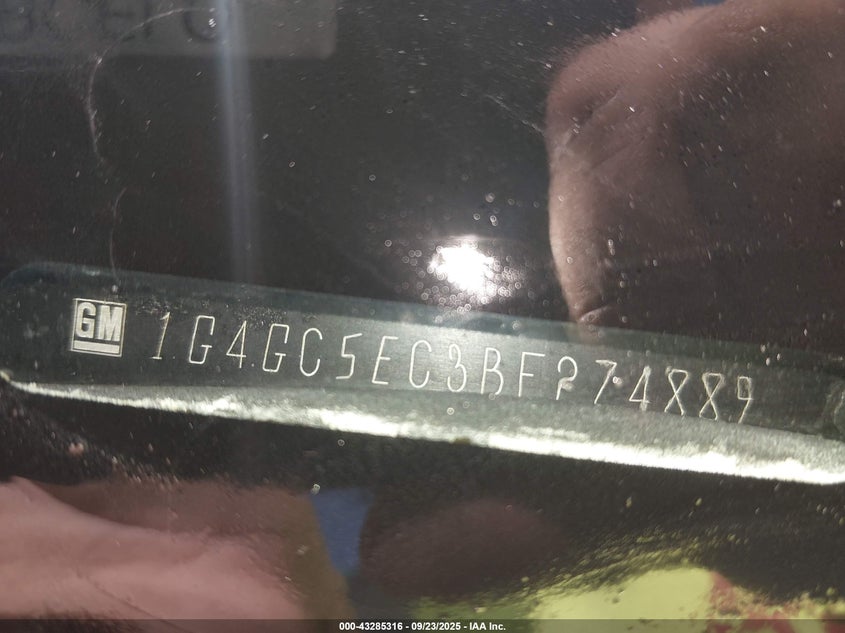 GM 1G4GC5EC3BF274889
000-43285316 - 09/23/2025 - IAA Inc.